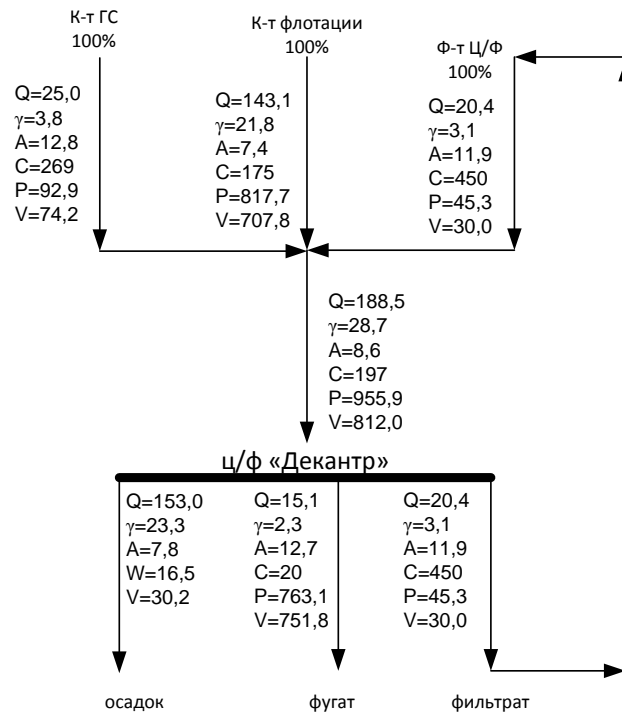 К-т ГС
100%
К-т флотации
100%
Ф-т Ц/Ф
100%
Q=25,0
γ=3,8
A=12,8
C=269
P=92,9
V=74,2
Q=143,1
γ=21,8
A=7,4
C=175
P=817,7
V=707,8
Q=20,4
γ=3,1
A=11,9
C=450
P=45,3
V=30,0
Q=188,5
γ=28,7
A=8,6
C=197
P=955,9
V=812,0
ц/ф «Декантр»
Q=153,0
γ=23,3
A=7,8
W=16,5
V=30,2
Q=15,1
γ=2,3
A=12,7
C=20
P=763,1
V=751,8
Q=20,4
γ=3,1
A=11,9
C=450
P=45,3
V=30,0
осадок
фугат
фильтрат